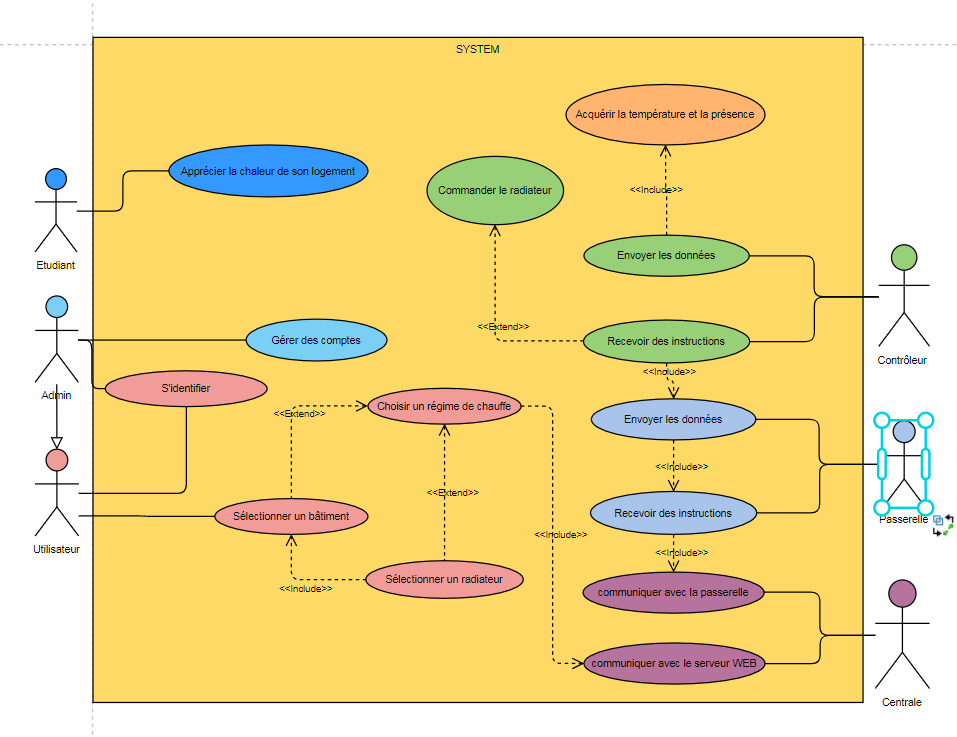 SYSTEM
Acquérir la température et la présence
Apprécier la chaleur de son logement
Commander le radiateur
<<Include>>
Etudiant
Envoyer les données
<<Extend>>
Gérer des comptes
Recevoir des instructions
Contrôleur
<<Include>>
Admin
S'identifier
Choisir un régime de chauffe
<<Extend>>
Envoyer les données
<<Include>>
<<Extend>>
Sélectionner un bâtiment
Recevoir des instructions
Passerelle
<<Include>>
Utilisateur
<<Include>>
Sélectionner un radiateur
<<Include>>
communiquer avec la passerelle
communiquer avec le serveur WEB
Centrale